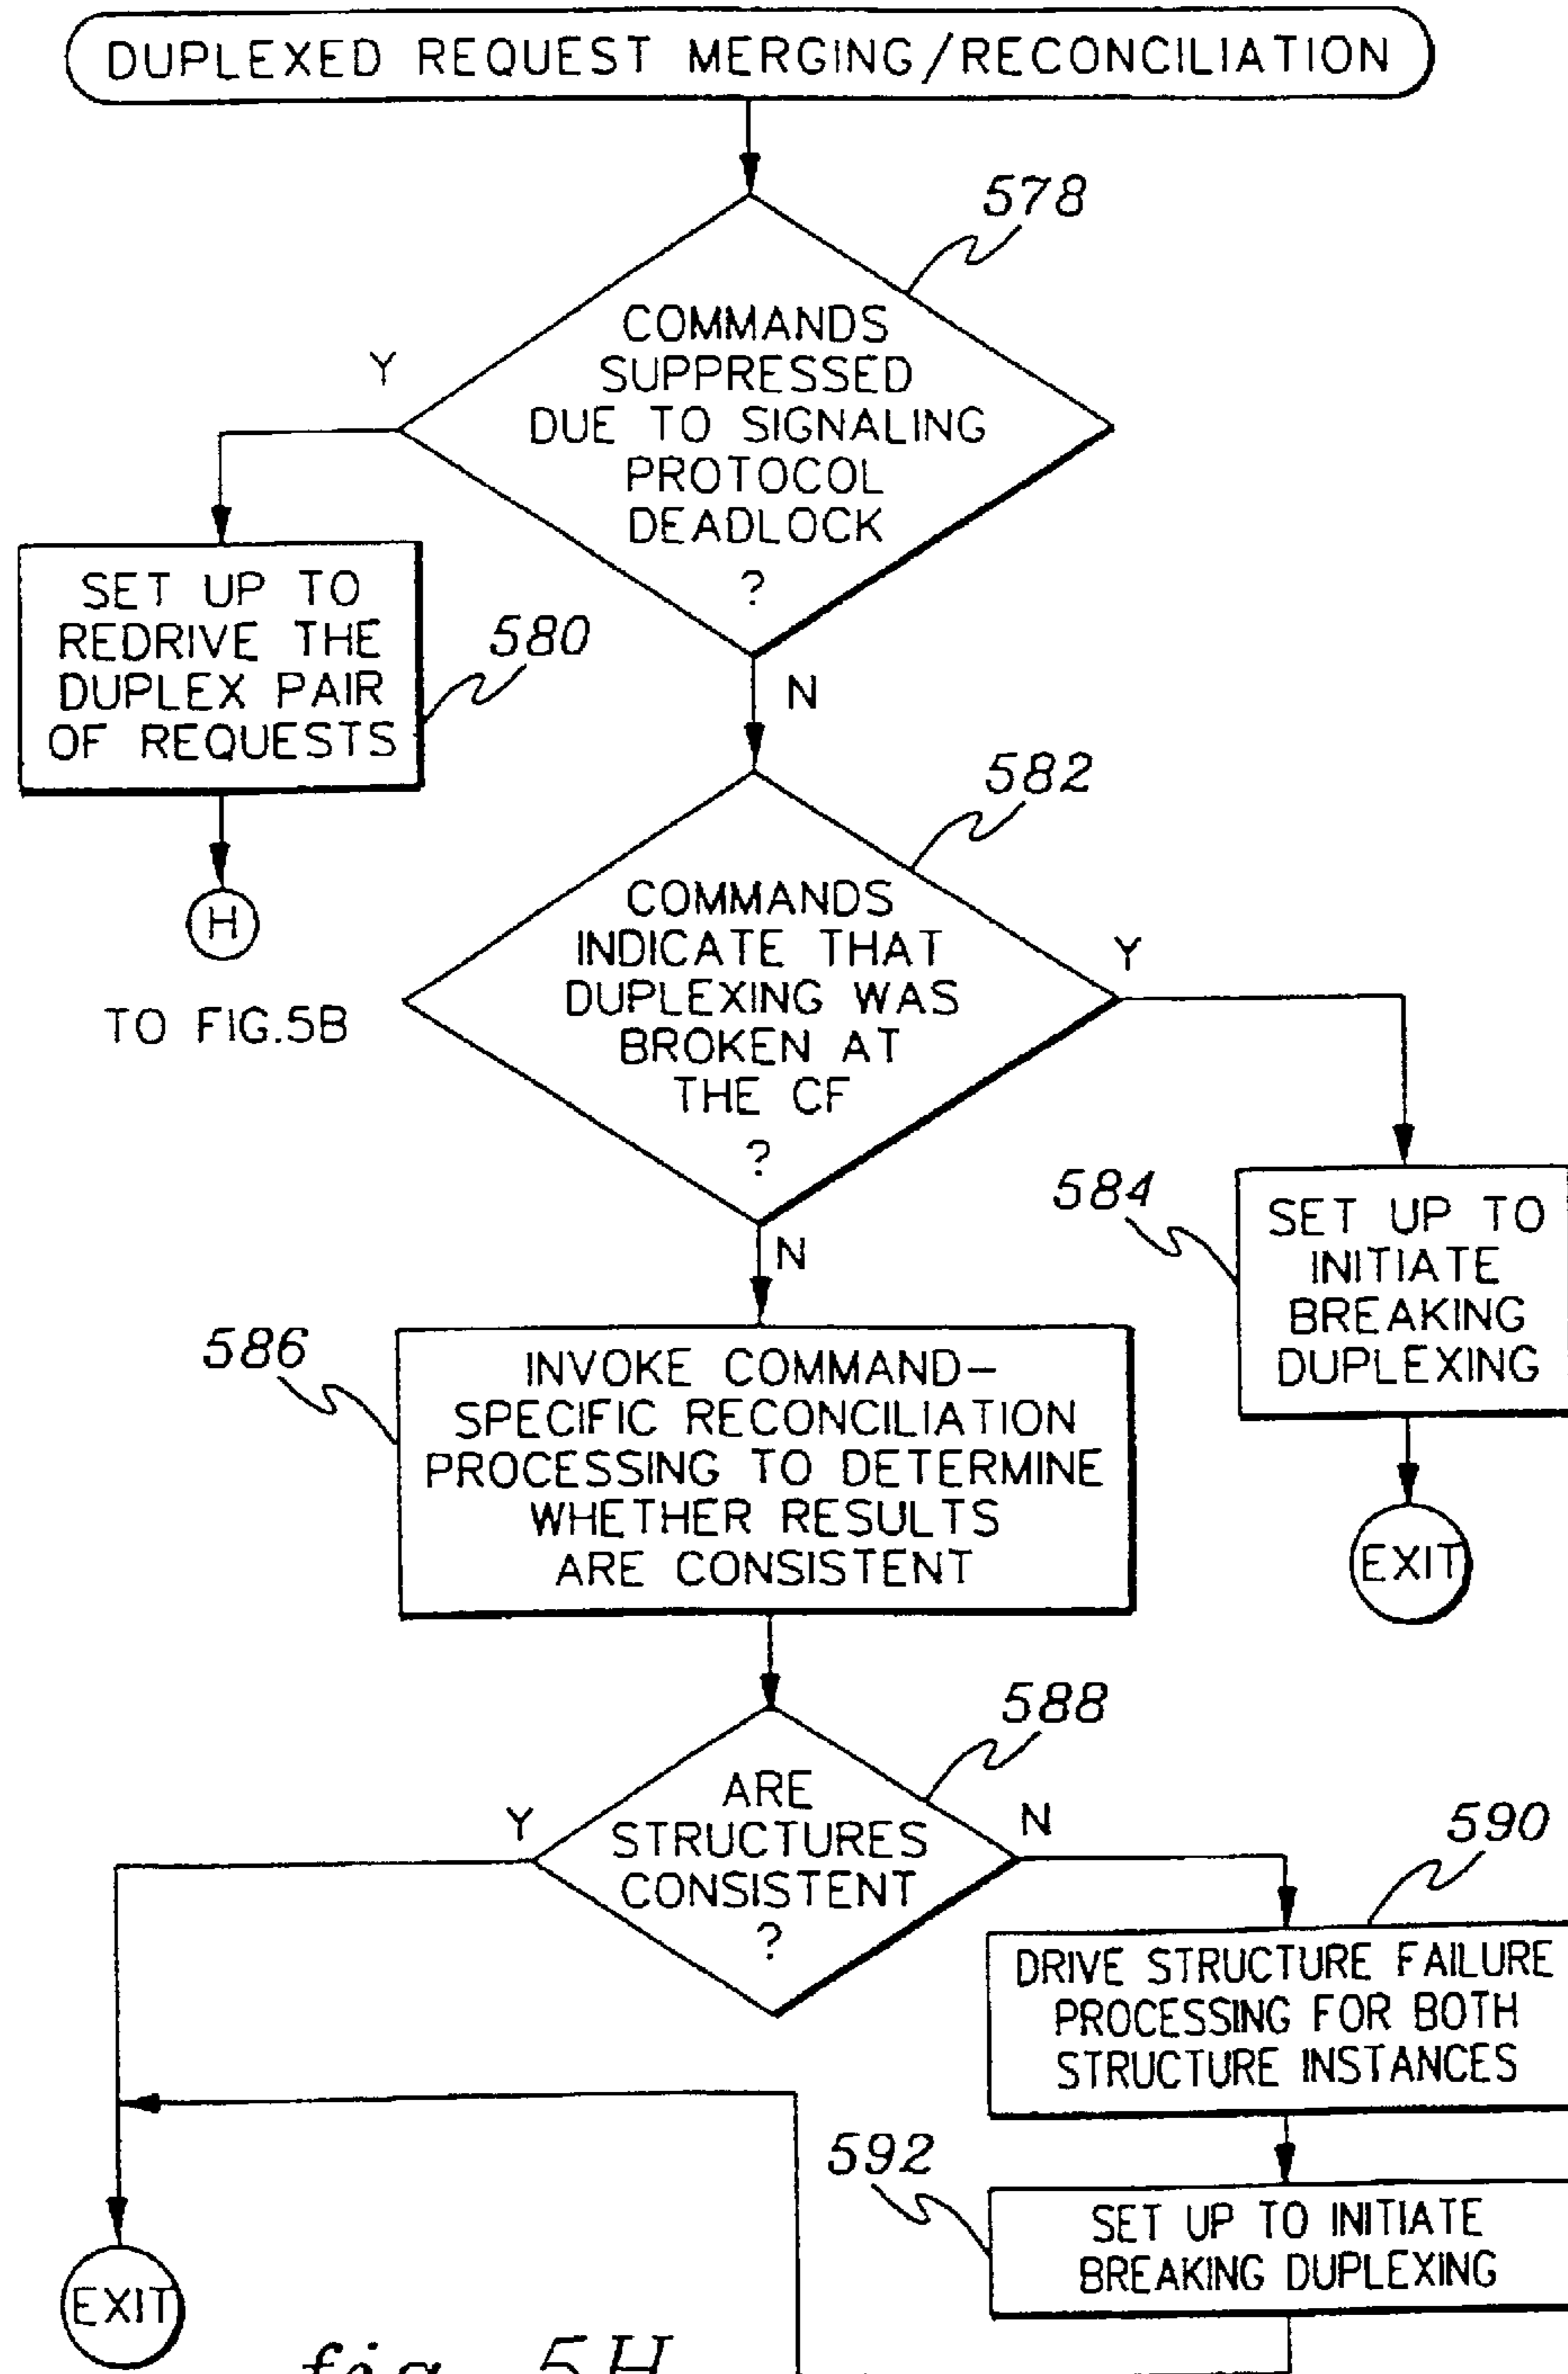 DUPLEXED REQUEST MERGING/RECONCILIATION
578
COMMANDS
SUPPRESSED
DUE TO SIGNALING
PROTOCOL
DEADLOCK
?
Y
N
SET UP TO
REDRIVE THE
DUPLEX PAIR
OF REQUESTS
580
H
TO FIG.5B
582
COMMANDS
INDICATE THAT
DUPLEXING WAS
BROKEN AT
THE CF
?
Y
N
584
SET UP TO
INITIATE
BREAKING
DUPLEXING
EXIT
586
INVOKE COMMAND-
SPECIFIC RECONCILIATION
PROCESSING TO DETERMINE
WHETHER RESULTS
ARE CONSISTENT
588
ARE
STRUCTURES
CONSISTENT
?
Y
N
590
DRIVE STRUCTURE FAILURE
PROCESSING FOR BOTH
STRUCTURE INSTANCES
592
SET UP TO INITIATE
BREAKING DUPLEXING
EXIT
fig. 5H